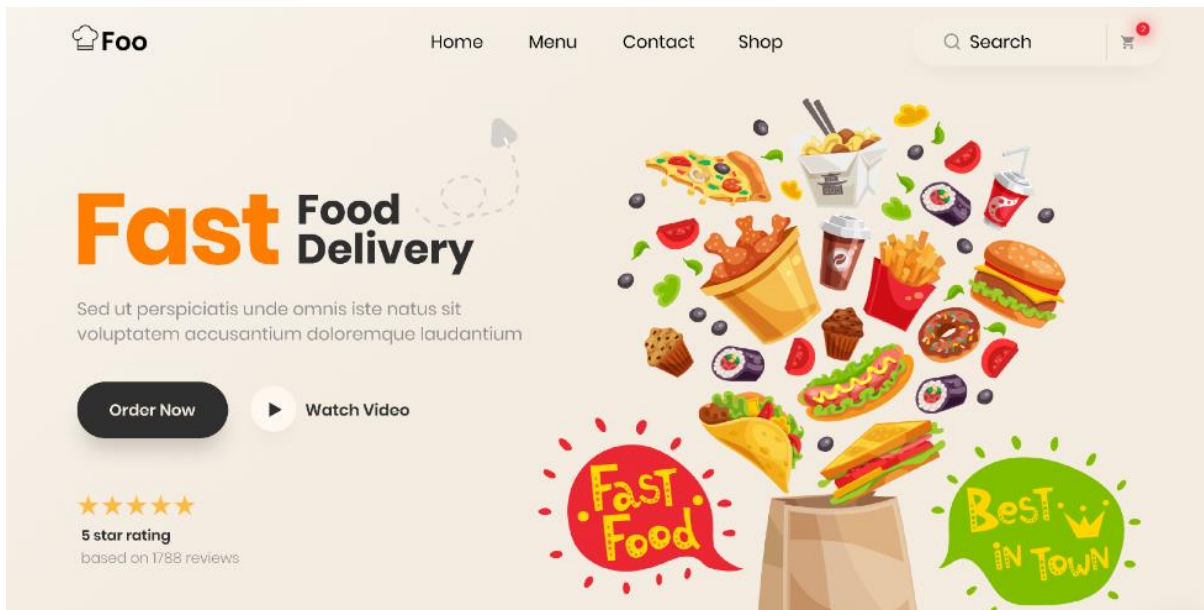 Foo
Home Menu Contact Shop
Search
2
Fast Food
Delivery
Sed ut perspiciatis unde omnis iste natus sit
voluptatem accusantium doloremque laudantium
Order Now
Watch Video
5 star rating
based on 1788 reviews
Fast
Food
Best
in Town